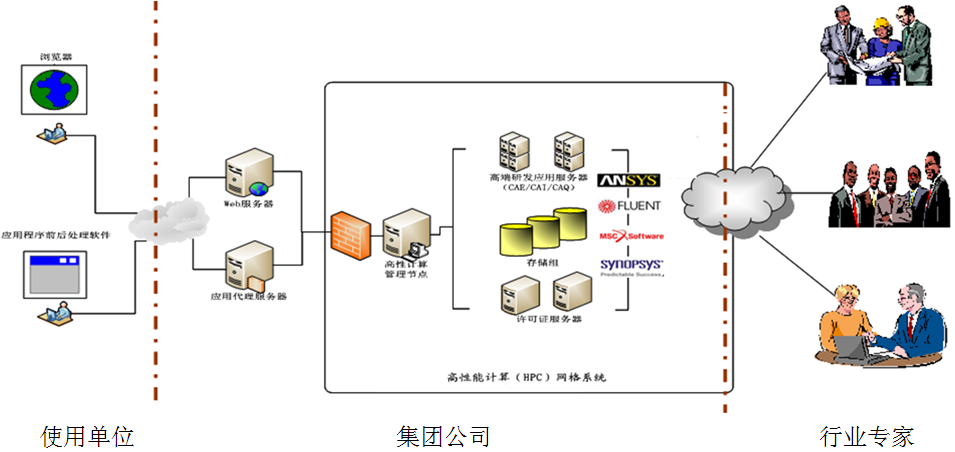 浏览器
应用程序前后处理软件
Web服务器
应用代理服务器
高性计算
管理节点
高端研发应用服务器
(CAE/CAI/CAQ)
存储组
许可证服务器
ANSYS
FLUENT
MSC Software
SYNOPSYS
Predictable Success
高性能计算(HPC)网格系统
使用单位
集团公司
行业专家